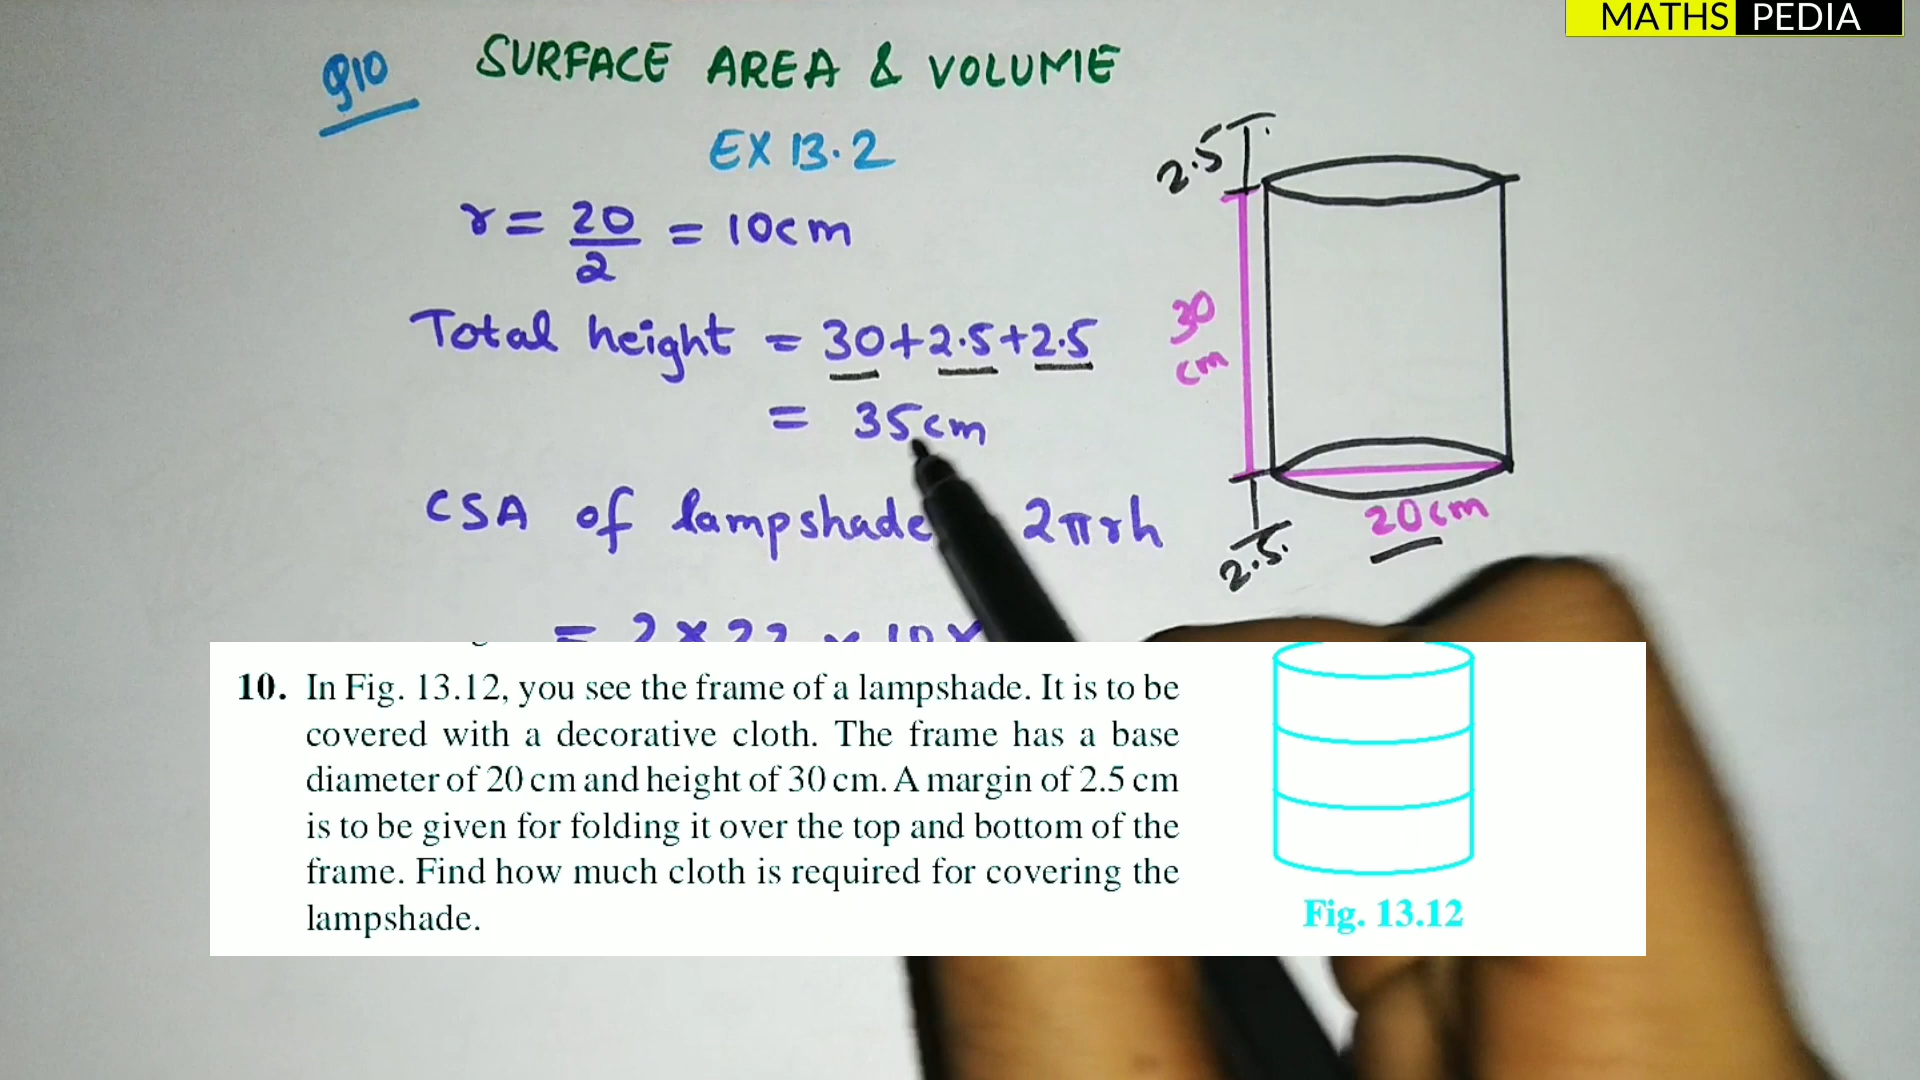 MATHS PEDIA
Q10 SURFACE AREA & VOLUME
EX 13.2
r = 20/2 = 10cm
Total height = 30+2.5+2.5
= 35cm
CSA of lampshade 2πrh
= 2 × 22 × 10 ×
2.5
30
cm
20cm
2.5
10. In Fig. 13.12, you see the frame of a lampshade. It is to be
covered with a decorative cloth. The frame has a base
diameter of 20 cm and height of 30 cm. A margin of 2.5 cm
is to be given for folding it over the top and bottom of the
frame. Find how much cloth is required for covering the
lampshade.
Fig. 13.12